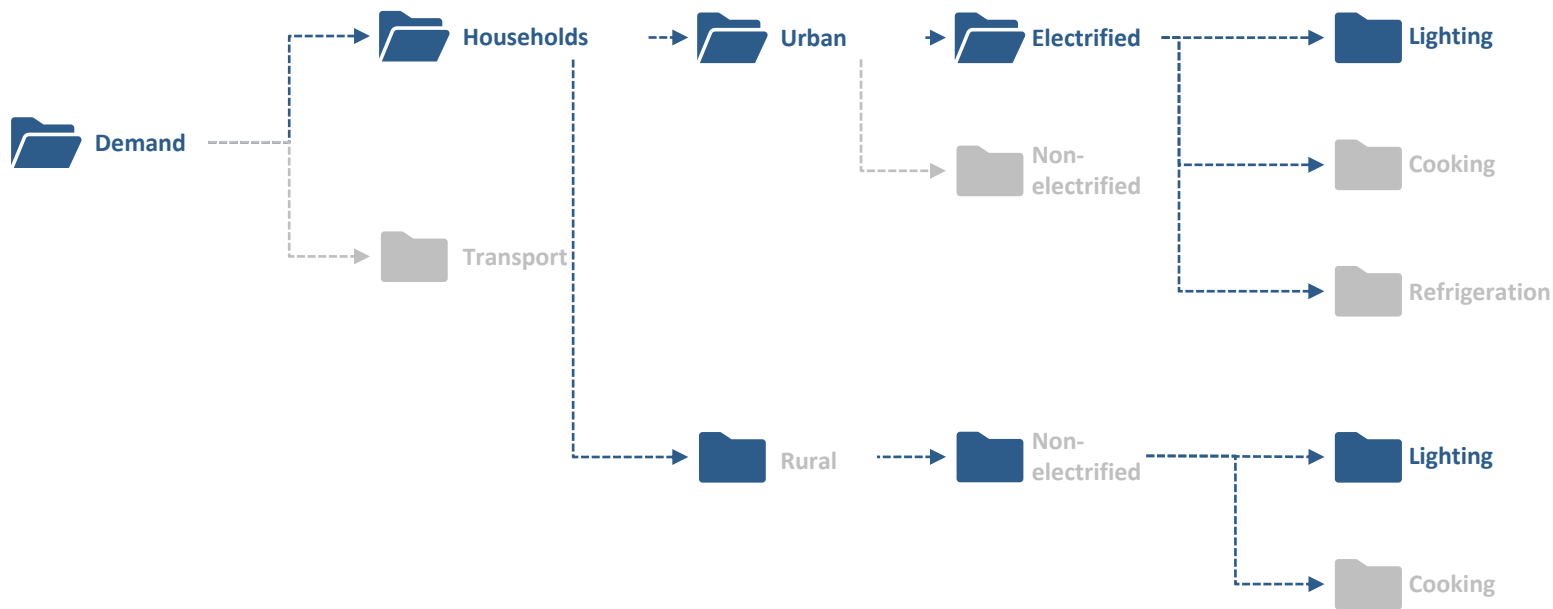 Households
Urban
Electrified
Lighting
Demand
Non-
electrified
Cooking
Transport
Refrigeration
Rural
Non-
electrified
Lighting
Cooking